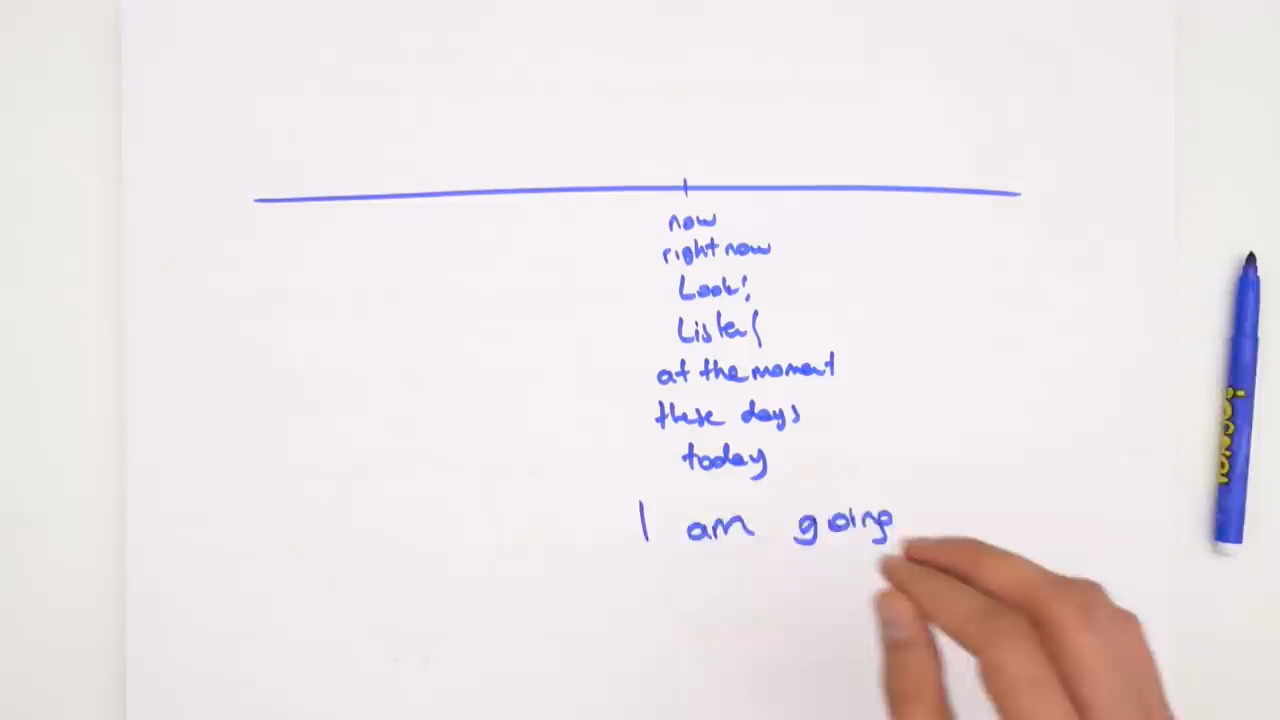 now
right now
Look!
Listen!
at the moment
these days
today
I am going